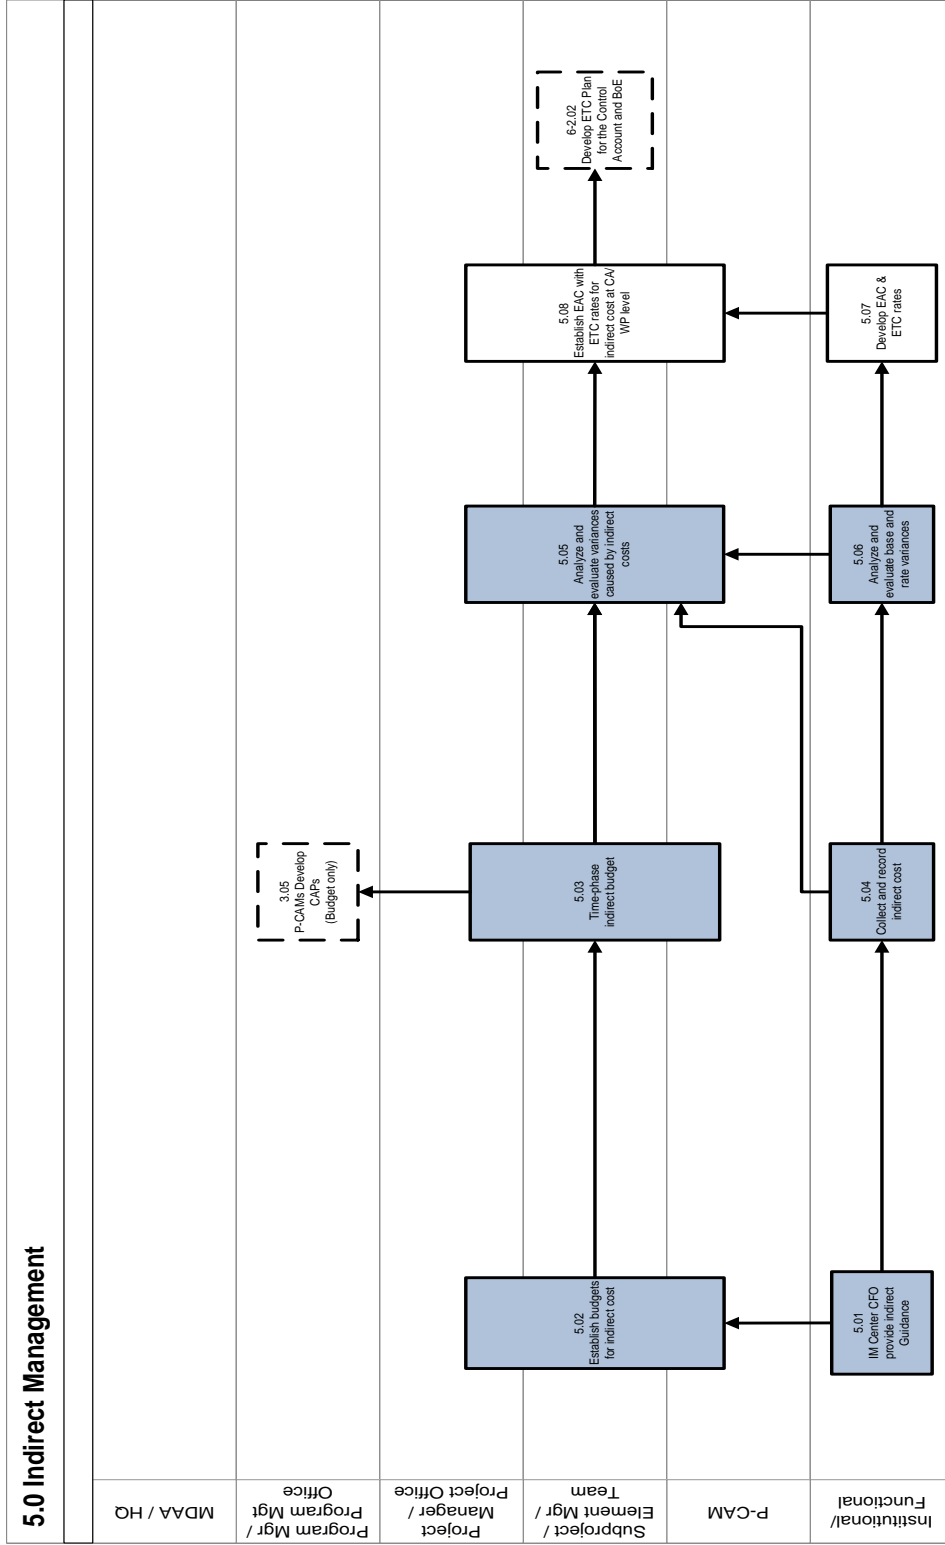 5.0 Indirect Management
MDAA / HQ
Program Mgr /
Program Mgt
Office
3.05
P-CAMs Develop
CAPs
(Budget only)
Project
Manager /
Project Office
Subproject /
Element Mgr /
Team
5.02
Establish budgets
for indirect cost
5.03
Time-phase
indirect budget
5.05
Analyze and
evaluate variances
caused by indirect
costs
5.08
Establish EAC with
ETC rates for
indirect cost at CA/
WP level
6-2.02
Develop ETC Plan
for the Control
Account and BoE
P-CAM
Institutional/
Functional
5.01
IM Center CFO
provide indirect
Guidance
5.04
Collect and record
indirect cost
5.06
Analyze and
evaluate base and
rate variances
5.07
Develop EAC &
ETC rates